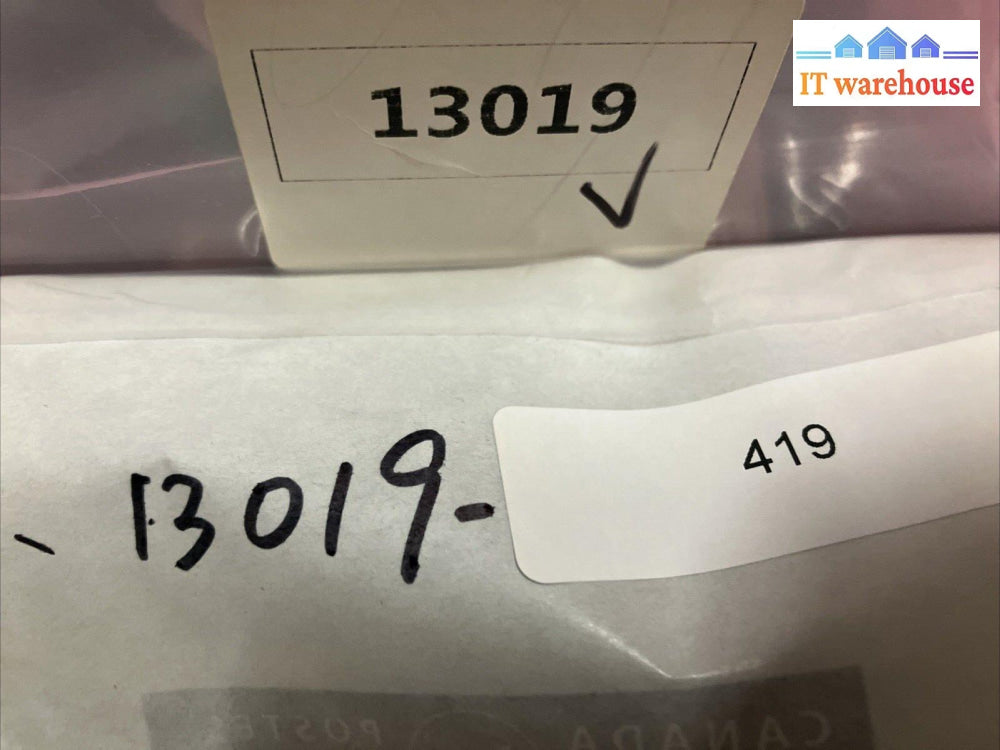 IT warehouse
13019
13019-
419
CANADA
POSTES